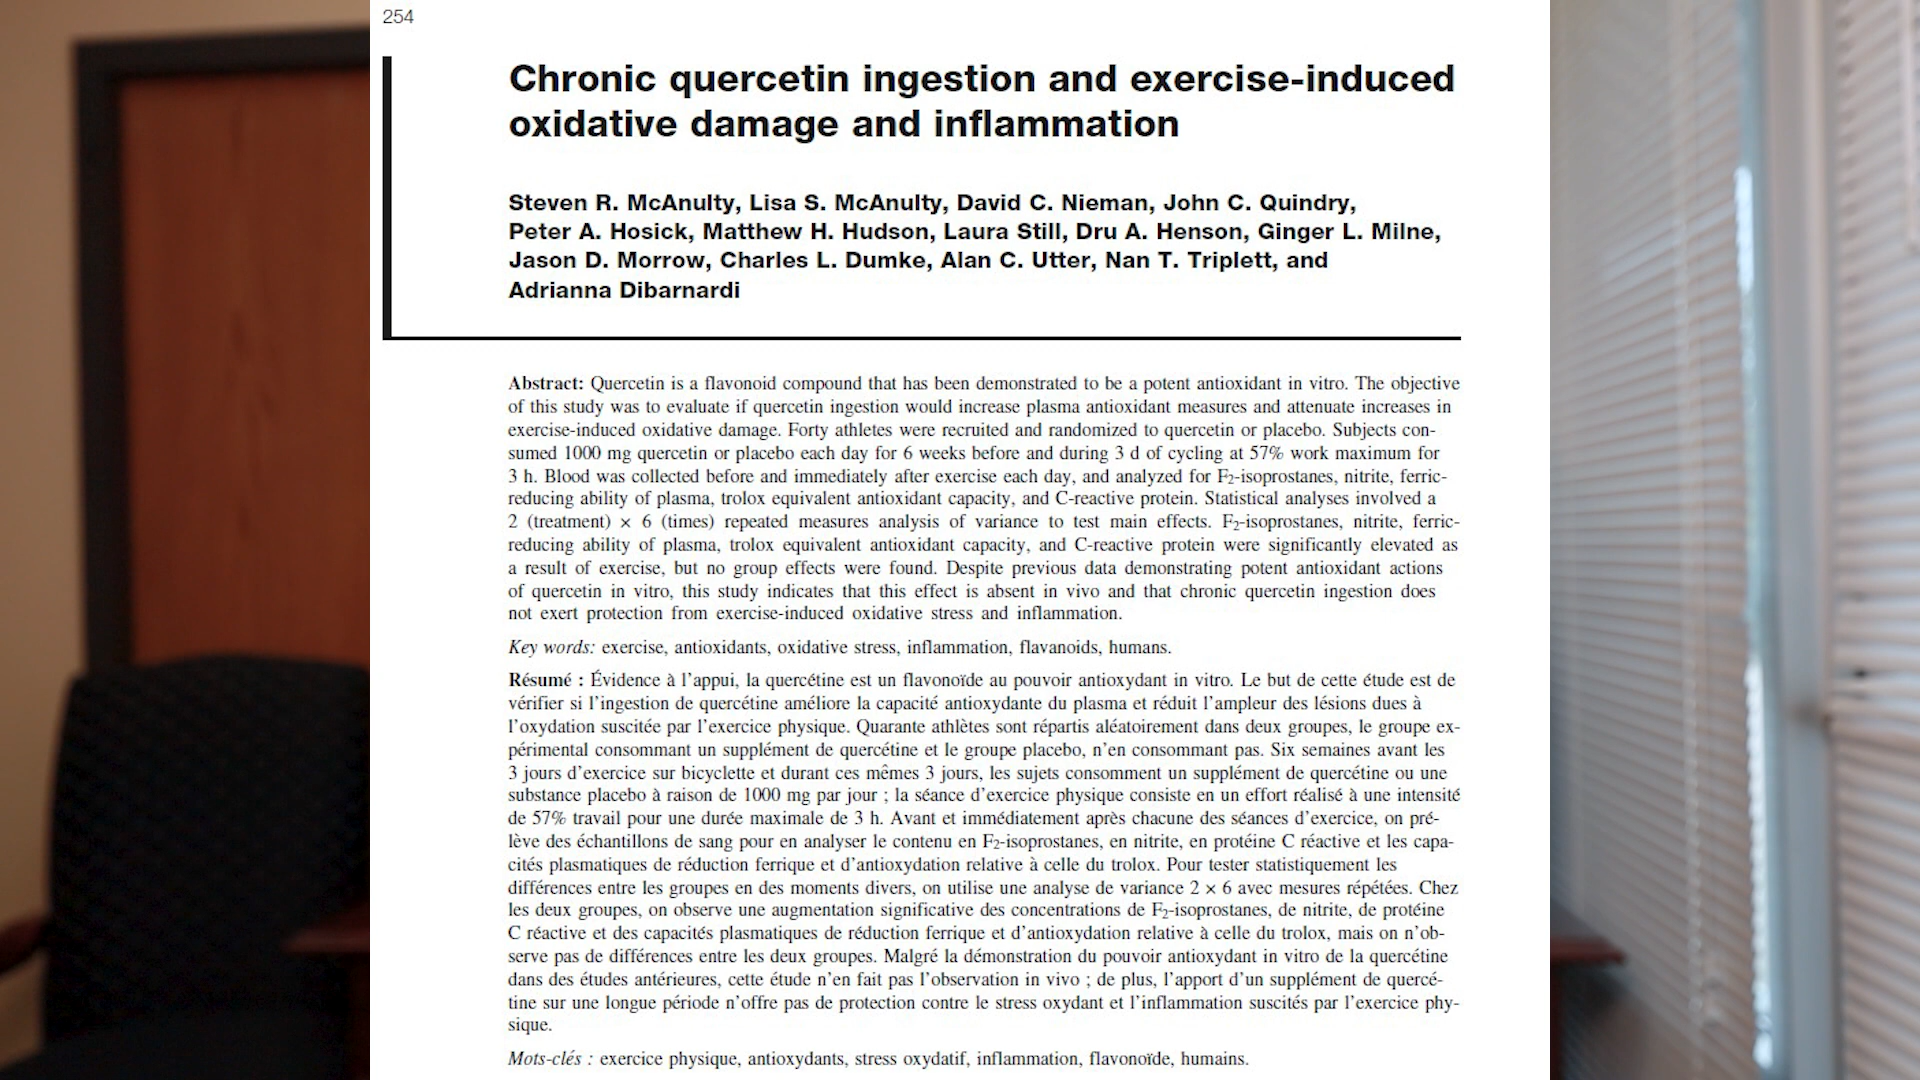 254
Chronic quercetin ingestion and exercise-induced
oxidative damage and inflammation
Steven R. McAnulty, Lisa S. McAnulty, David C. Nieman, John C. Quindry,
Peter A. Hosick, Matthew H. Hudson, Laura Still, Dru A. Henson, Ginger L. Milne,
Jason D. Morrow, Charles L. Dumke, Alan C. Utter, Nan T. Triplett, and
Adrianna Dibarnardi
Abstract: Quercetin is a flavonoid compound that has been demonstrated to be a potent antioxidant in vitro. The objective
of this study was to evaluate if quercetin ingestion would increase plasma antioxidant measures and attenuate increases in
exercise-induced oxidative damage. Forty athletes were recruited and randomized to quercetin or placebo. Subjects con-
sumed 1000 mg quercetin or placebo each day for 6 weeks before and during 3 d of cycling at 57% work maximum for
3 h. Blood was collected before and immediately after exercise each day, and analyzed for F₂-isoprostanes, nitrite, ferric-
reducing ability of plasma, trolox equivalent antioxidant capacity, and C-reactive protein. Statistical analyses involved a
2 (treatment) × 6 (times) repeated measures analysis of variance to test main effects. F₂-isoprostanes, nitrite, ferric-
reducing ability of plasma, trolox equivalent antioxidant capacity, and C-reactive protein were significantly elevated as
a result of exercise, but no group effects were found. Despite previous data demonstrating potent antioxidant actions
of quercetin in vitro, this study indicates that this effect is absent in vivo and that chronic quercetin ingestion does
not exert protection from exercise-induced oxidative stress and inflammation.
Key words: exercise, antioxidants, oxidative stress, inflammation, flavanoids, humans.
Résumé : Évidence à l'appui, la quercétine est un flavonoïde au pouvoir antioxydant in vitro. Le but de cette étude est de
vérifier si l'ingestion de quercétine améliore la capacité antioxydante du plasma et réduit l'ampleur des lésions dues à
l'oxydation suscitée par l'exercice physique. Quarante athlètes sont répartis aléatoirement dans deux groupes, le groupe ex-
périmental consommant un supplément de quercétine et le groupe placebo, n'en consommant pas. Six semaines avant les
3 jours d'exercice sur bicyclette et durant ces mêmes 3 jours, les sujets consomment un supplément de quercétine ou une
substance placebo à raison de 1000 mg par jour ; la séance d'exercice physique consiste en un effort réalisé à une intensité
de 57% travail pour une durée maximale de 3 h. Avant et immédiatement après chacune des séances d'exercice, on pré-
lève des échantillons de sang pour en analyser le contenu en F₂-isoprostanes, en nitrite, en protéine C réactive et les capa-
cités plasmatiques de réduction ferrique et d'antioxydation relative à celle du trolox. Pour tester statistiquement les
différences entre les groupes en des moments divers, on utilise une analyse de variance 2 × 6 avec mesures répétées. Chez
les deux groupes, on observe une augmentation significative des concentrations de F₂-isoprostanes, de nitrite, de protéine
C réactive et des capacités plasmatiques de réduction ferrique et d'antioxydation relative à celle du trolox, mais on n'ob-
serve pas de différences entre les deux groupes. Malgré la démonstration du pouvoir antioxydant in vitro de la quercétine
dans des études antérieures, cette étude n'en fait pas l'observation in vivo ; de plus, l'apport d'un supplément de quercé-
tine sur une longue période n'offre pas de protection contre le stress oxydant et l'inflammation suscités par l'exercice phy-
sique.
Mots-clés : exercice physique, antioxydants, stress oxydatif, inflammation, flavonoïde, humains.